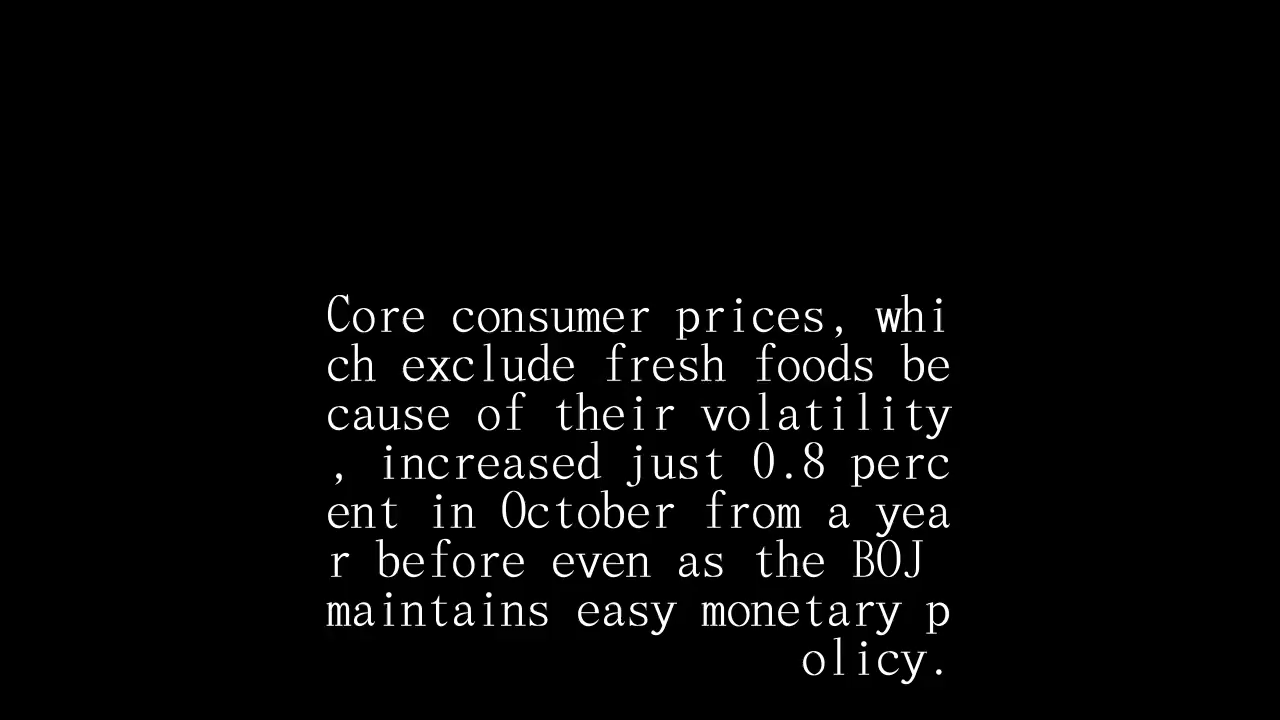 Core consumer prices, whi
ch exclude fresh foods be
cause of their volatility
, increased just 0.8 perc
ent in October from a yea
r before even as the BOJ
maintains easy monetary p
olicy.